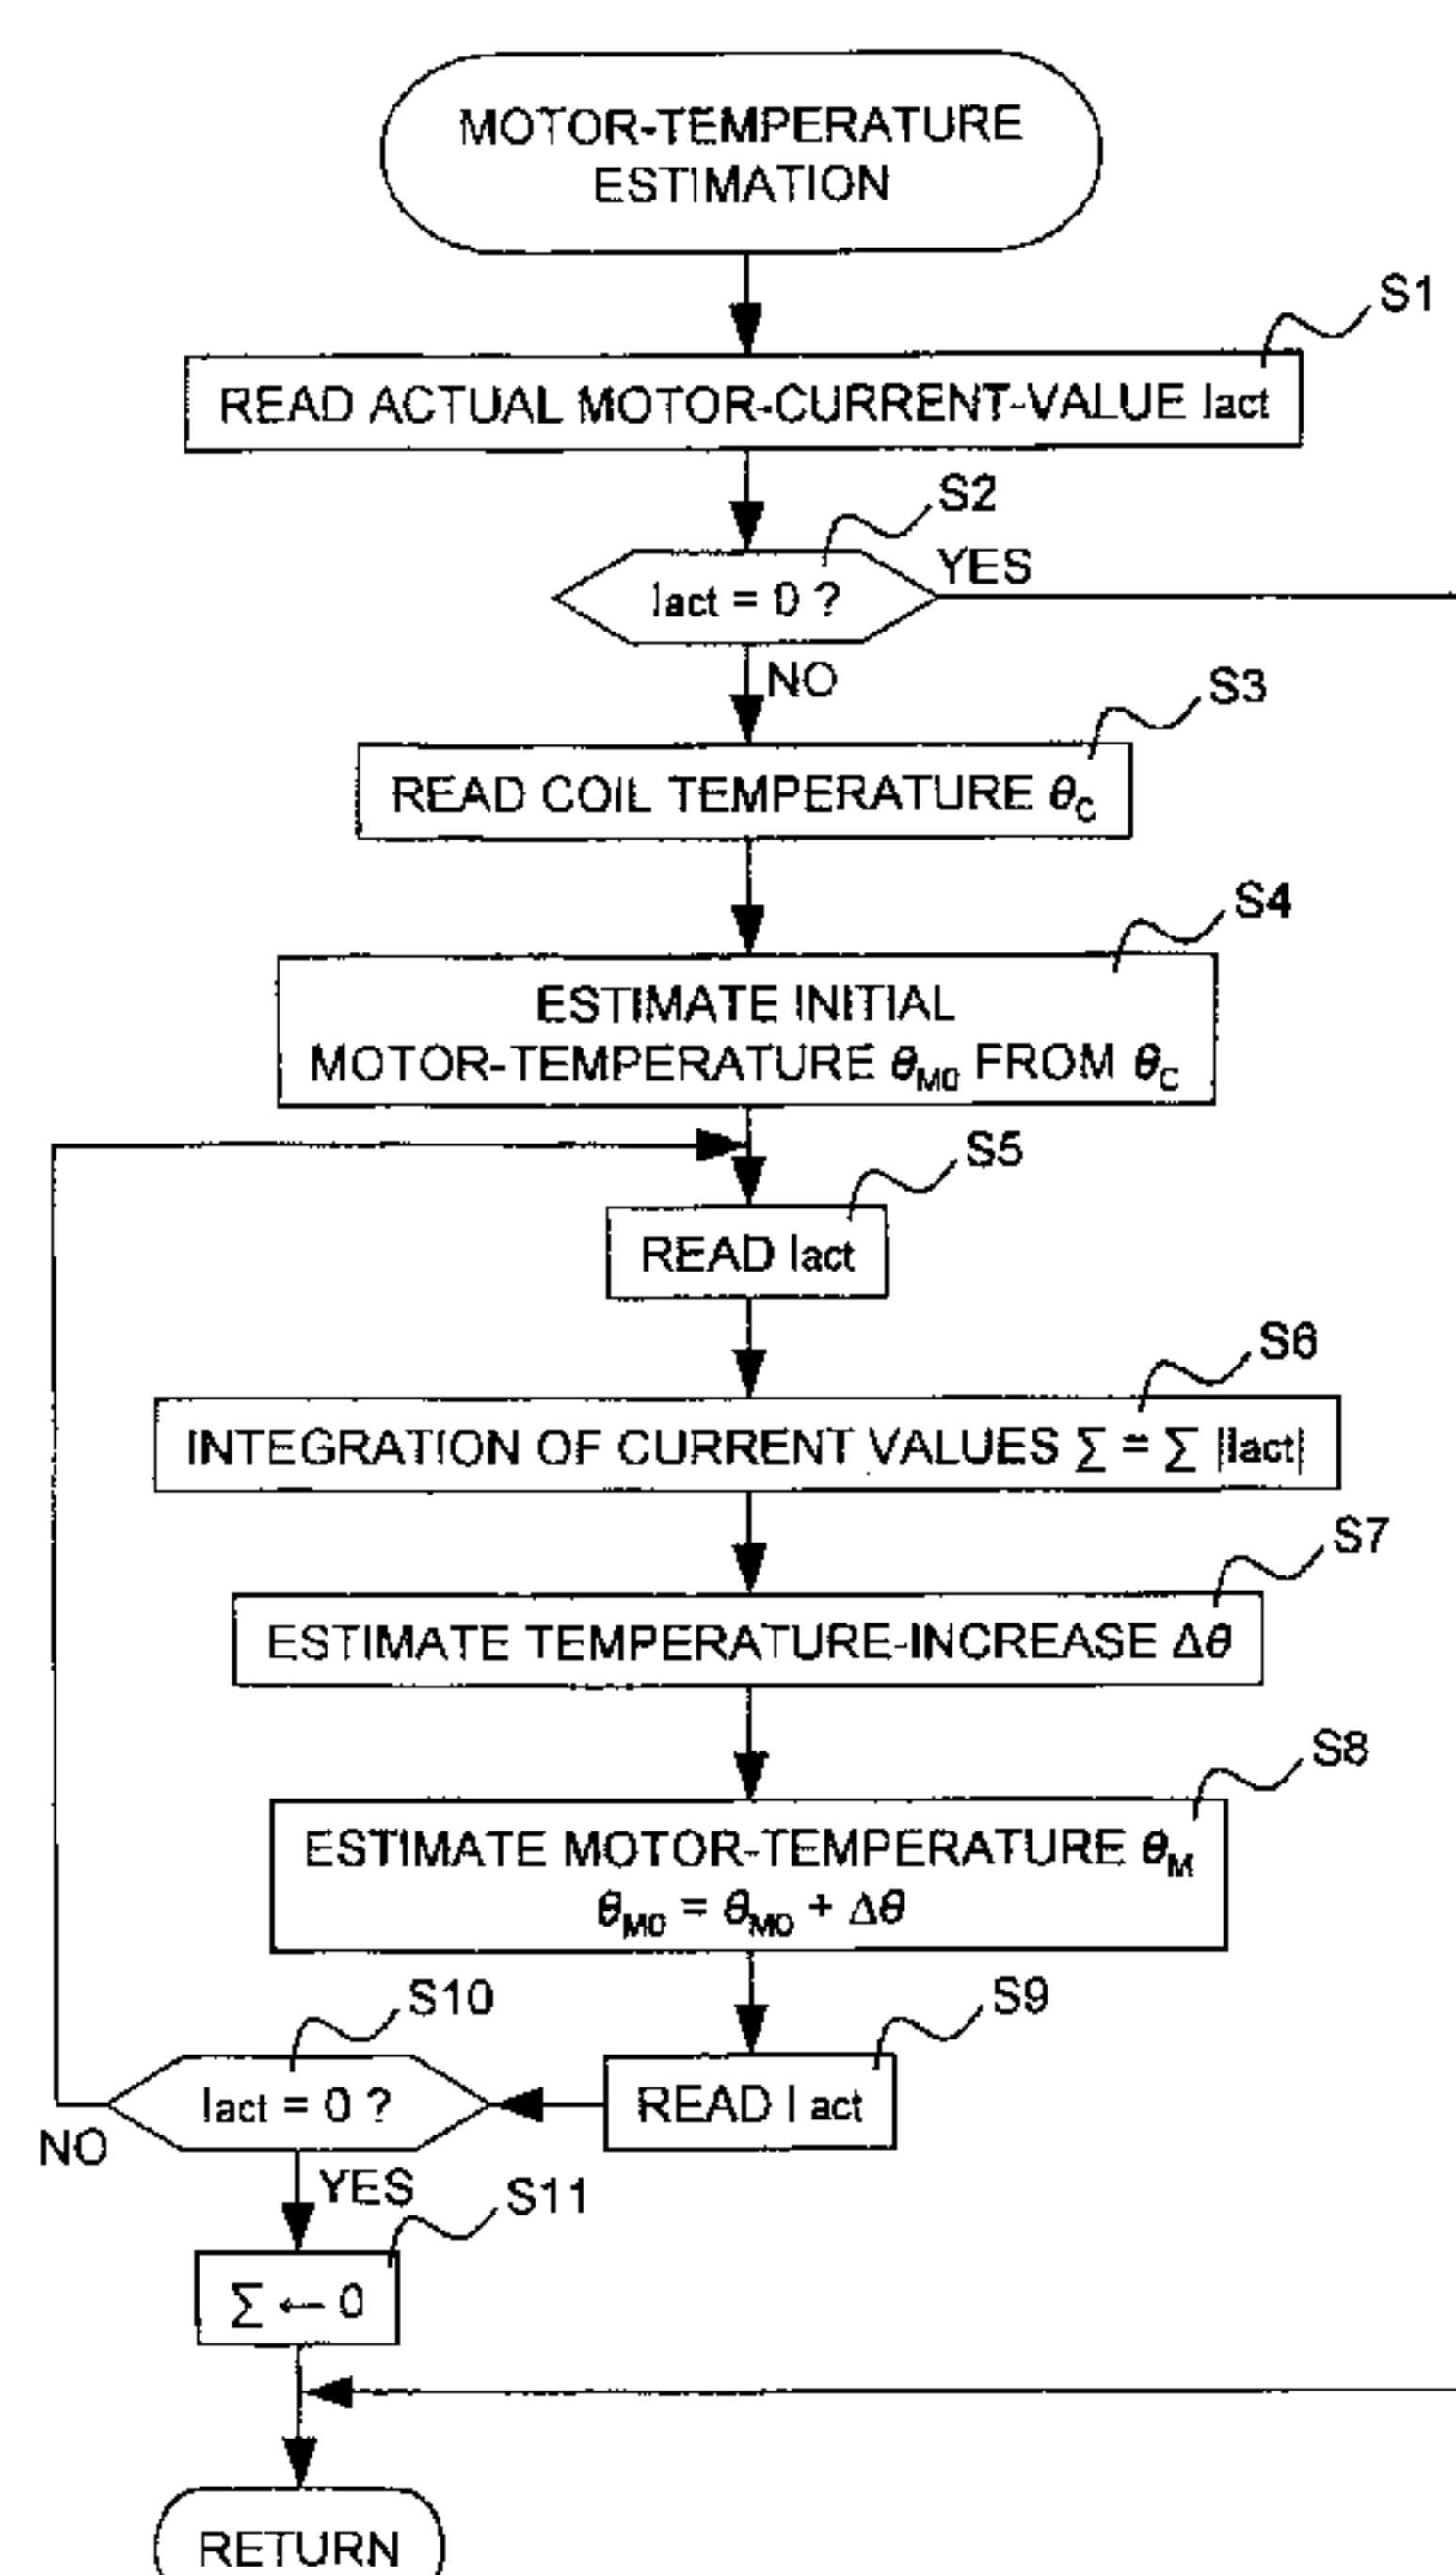 MOTOR-TEMPERATURE
ESTIMATION
S1
READ ACTUAL MOTOR-CURRENT-VALUE Iact
S2
Iact = 0 ?
YES
NO
S3
READ COIL TEMPERATURE θC
S4
ESTIMATE INITIAL
MOTOR-TEMPERATURE θM0 FROM θC
S5
READ Iact
S6
INTEGRATION OF CURRENT VALUES ∑ = ∑ |Iact|
S7
ESTIMATE TEMPERATURE-INCREASE Δθ
S8
ESTIMATE MOTOR-TEMPERATURE θM
θM0 = θM0 + Δθ
S9
READ I act
S10
Iact = 0 ?
NO
YES
S11
∑ ← 0
RETURN